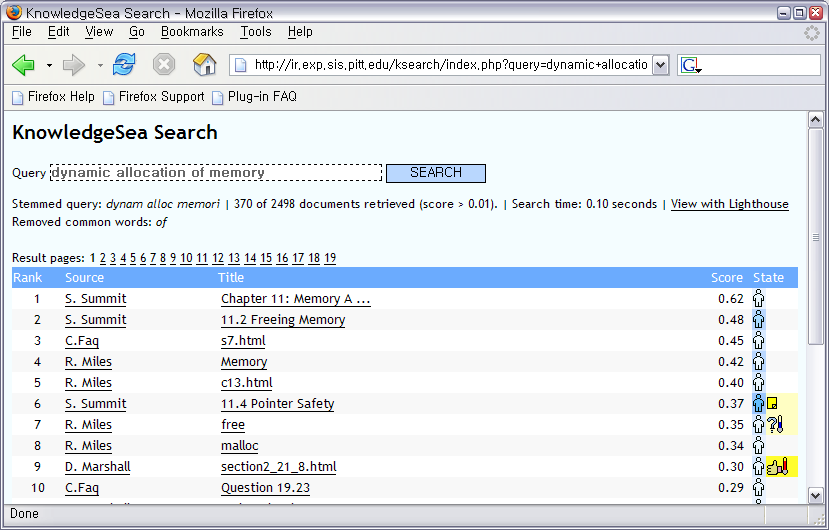 KnowledgeSea Search - Mozilla Firefox
File Edit View Go Bookmarks Tools Help
http://ir.exp.sis.pitt.edu/ksearch/index.php?query=dynamic+allocatio
Firefox Help Firefox Support Plug-in FAQ
KnowledgeSea Search
Query dynamic allocation of memory SEARCH
Stemmed query: dynam alloc memori | 370 of 2498 documents retrieved (score > 0.01). | Search time: 0.10 seconds | View with Lighthouse
Removed common words: of
Result pages: 1 2 3 4 5 6 7 8 9 10 11 12 13 14 15 16 17 18 19
Rank Source Title Score State
1 S. Summit Chapter 11: Memory A ... 0.62
2 S. Summit 11.2 Freeing Memory 0.48
3 C.Faq s7.html 0.45
4 R. Miles Memory 0.42
5 R. Miles c13.html 0.40
6 S. Summit 11.4 Pointer Safety 0.37
7 R. Miles free 0.35
8 R. Miles malloc 0.34
9 D. Marshall section2_21_8.html 0.30
10 C.Faq Question 19.23 0.29
Done